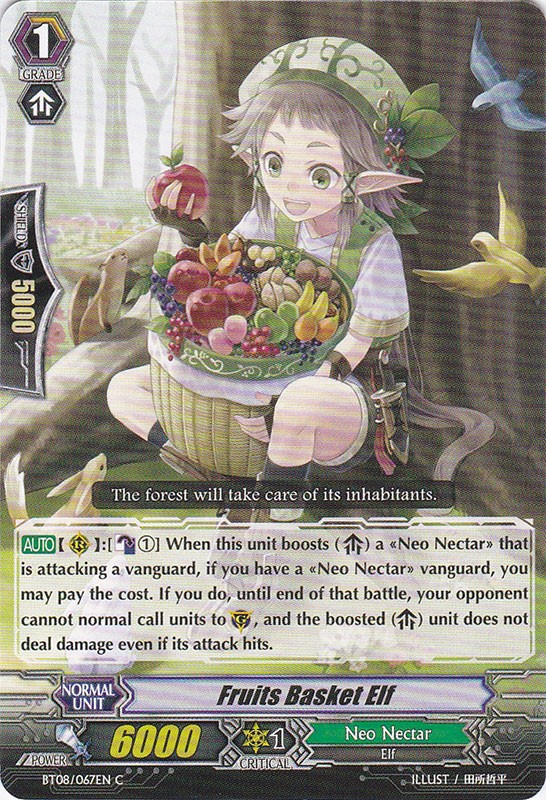 1
GRADE
SHIELD
5000
The forest will take care of its inhabitants.
AUTO【 R 】:[ ①] When this unit boosts ( ) a «Neo Nectar» that
is attacking a vanguard, if you have a «Neo Nectar» vanguard, you
may pay the cost. If you do, until end of that battle, your opponent
cannot normal call units to G, and the boosted ( ) unit does not
deal damage even if its attack hits.
NORMAL
UNIT
Fruits Basket Elf
POWER
6000
1
CRITICAL
Neo Nectar
Elf
BT08/067EN C
ILLUST / 田所哲平